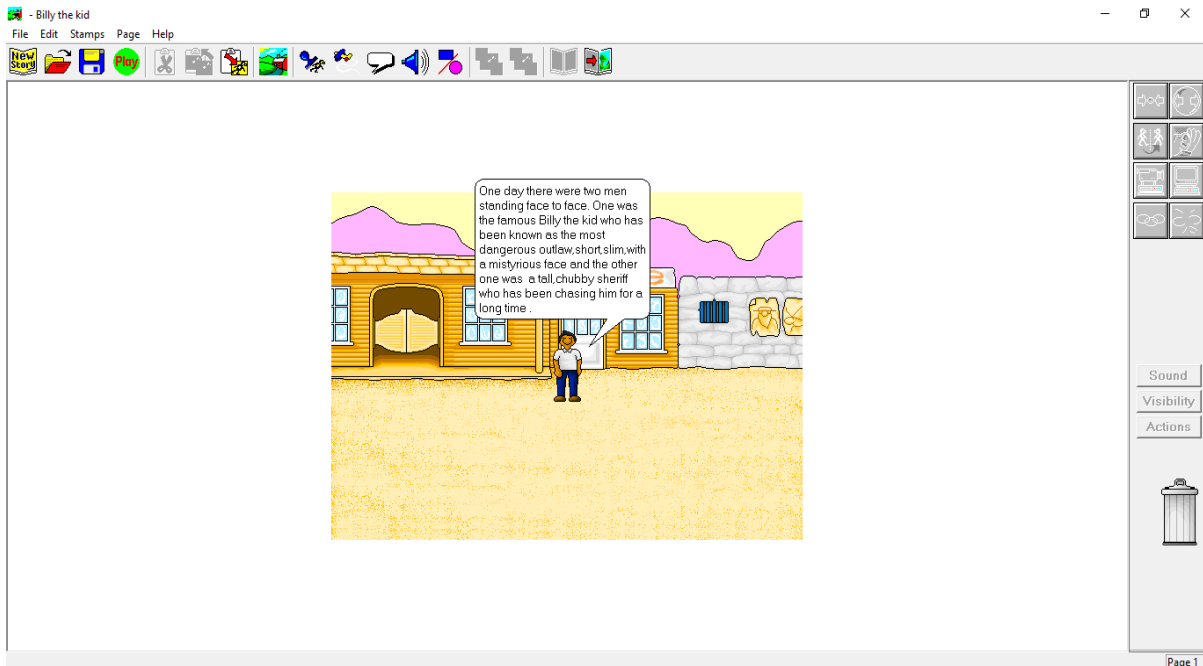 - Billy the kid
File Edit Stamps Page Help
New Story
Play
One day there were two men
standing face to face. One was
the famous Billy the kid who has
been known as the most
dangerous outlaw,short,slim,with
a mistyrious face and the other
one was  a tall,chubby sheriff
who has been chasing him for a
long time .
Sound
Visibility
Actions
Page 1